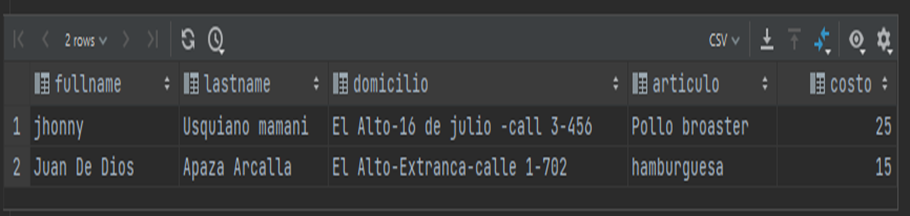 2 rows CSV
fullname lastname domicilio articulo costo
1 jhonny Usquiano mamani El Alto-16 de julio -call 3-456 Pollo broaster 25
2 Juan De Dios Apaza Arcalla El Alto-Extranca-calle 1-702 hamburguesa 15